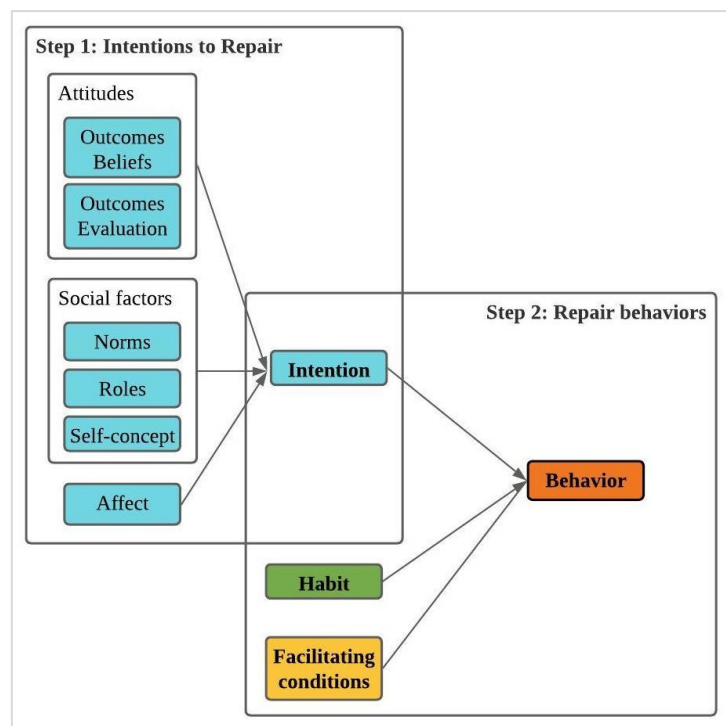 Step 1: Intentions to Repair
Attitudes
Outcomes
Beliefs
Outcomes
Evaluation
Social factors
Norms
Roles
Self-concept
Affect
Step 2: Repair behaviors
Intention
Behavior
Habit
Facilitating
conditions